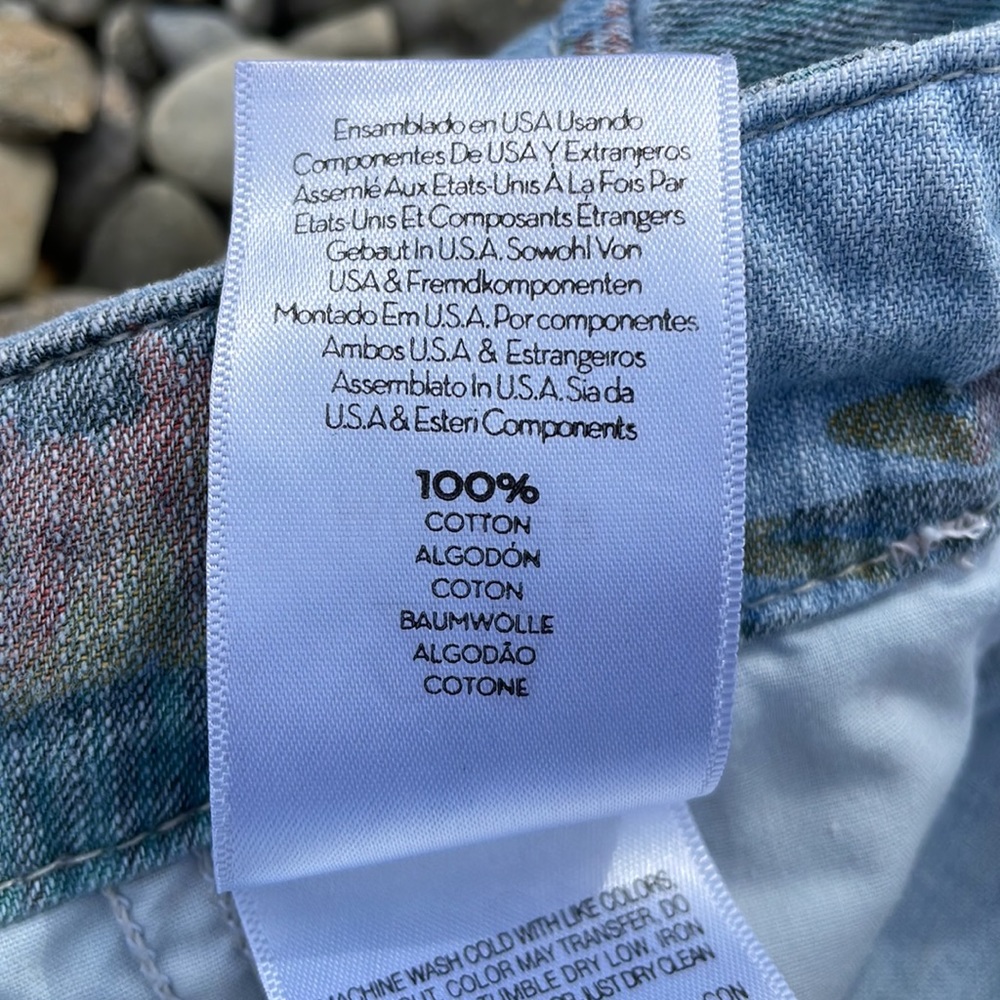 Ensamblado en USA Usando
Componentes De USA Y Extranjeros
Assemlé Aux Etats-Unis À La Fois Par
Etats-Unis Et Composants Étrangers
Gebaut In U.S.A. Sowohl Von
USA & Fremdkomponenten
Montado Em U.S.A. Por componentes
Ambos U.S.A & Estrangeiros
Assemblato In U.S.A. Sia da
U.S.A & Esteri Components
100%
COTTON
ALGODÓN
COTON
BAUMWOLLE
ALGODÃO
COTONE
MACHINE WASH COLD WITH LIKE COLORS.
COLOR MAY TRANSFER. DO
TUMBLE DRY LOW. IRON
OR JUST DRY CLEAN